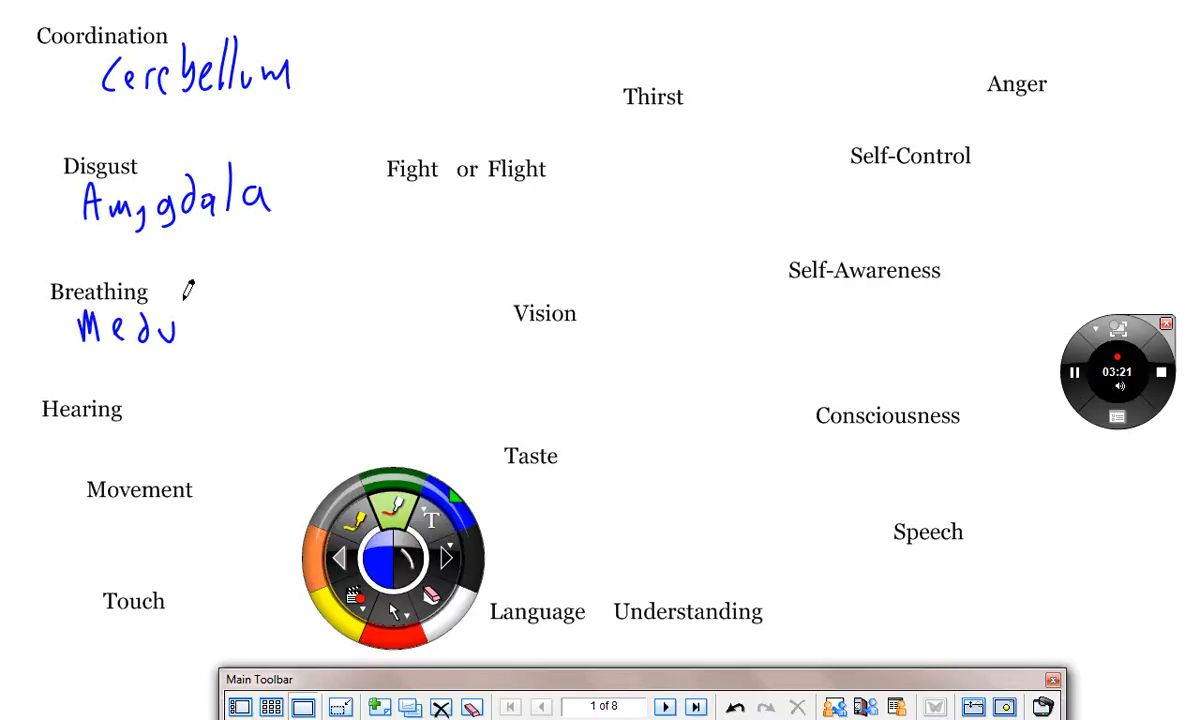 Coordination
Cerebellum
Thirst
Anger
Disgust
Amygdala
Fight or Flight
Self-Control
Breathing
Medu
Vision
Self-Awareness
03:21
Hearing
Taste
Consciousness
Movement
T
Speech
Touch
Language Understanding
Main Toolbar
1 of 8